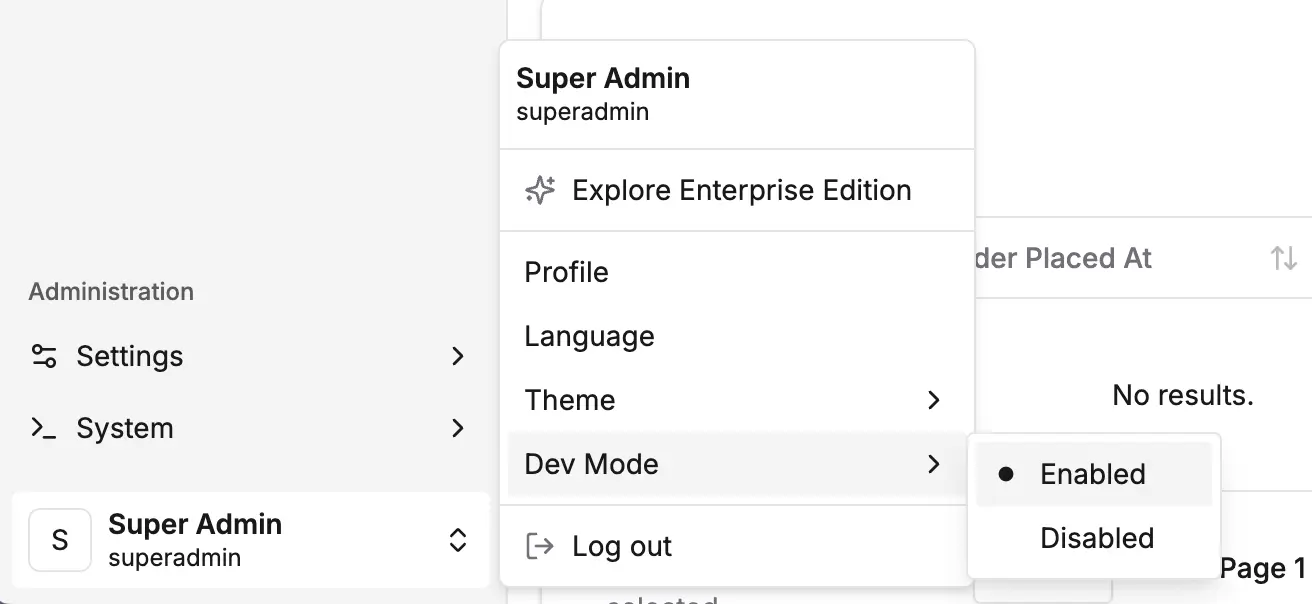 Administration
Settings
System
S
Super Admin
superadmin
Super Admin
superadmin
Explore Enterprise Edition
Profile
Language
Theme
Dev Mode
Log out
Enabled
Disabled
der Placed At
No results.
Page 1
selected